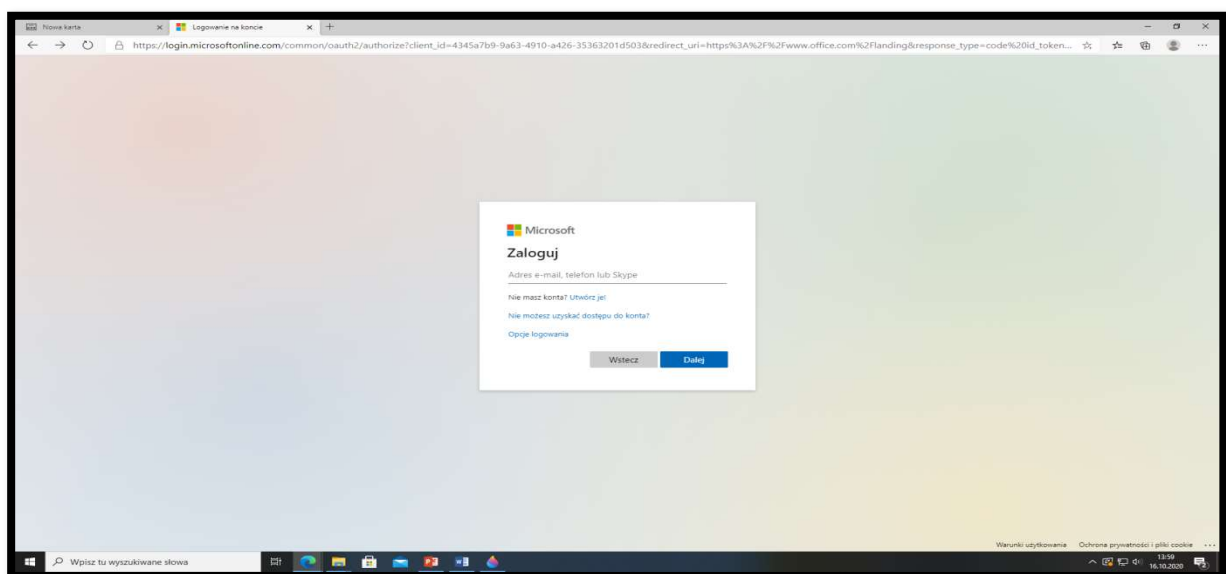 Nowa karta
Logowanie na koncie
https://login.microsoftonline.com/common/oauth2/authorize?client_id=4345a7b9-9a63-4910-a426-35363201d503&redirect_uri=https%3A%2F%2Fwww.office.com%2Flanding&response_type=code%20id_token...
Microsoft
Zaloguj
Adres e-mail, telefon lub Skype
Nie masz konta? Utwórz je!
Nie możesz uzyskać dostępu do konta?
Opcje logowania
Wstecz Dalej
Warunki użytkowania Ochrona prywatności i pliki cookie ...
Wpisz tu wyszukiwane słowa
13:59
16.10.2020